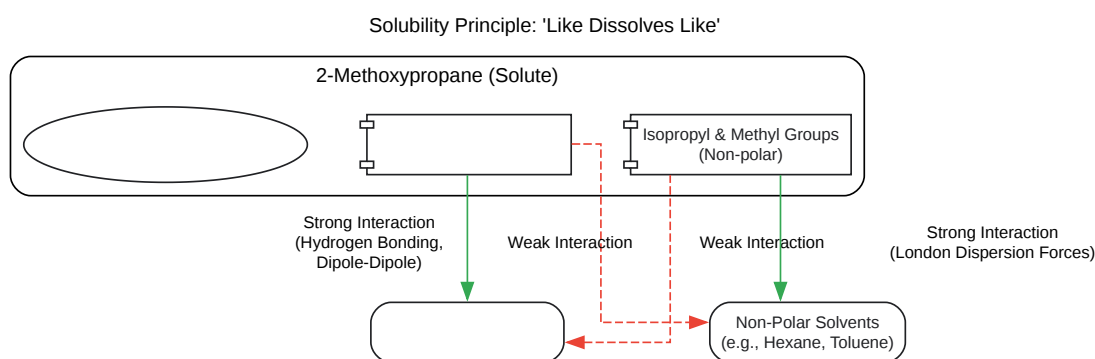 Solubility Principle: 'Like Dissolves Like'
2-Methoxypropane (Solute)
Isopropyl & Methyl Groups
(Non-polar)
Strong Interaction
(Hydrogen Bonding,
Dipole-Dipole)
Weak Interaction
Weak Interaction
Strong Interaction
(London Dispersion Forces)
Non-Polar Solvents
(e.g., Hexane, Toluene)